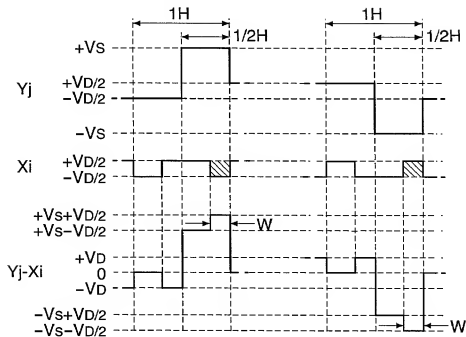 1H
1H
1/2H
1/2H
+VS
Yj
+VD/2
−VD/2
−VS
Xi
+VD/2
−VD/2
+VS+VD/2
+VS−VD/2
W
Yj-Xi
+VD
0
−VD
−VS+VD/2
−VS−VD/2
W